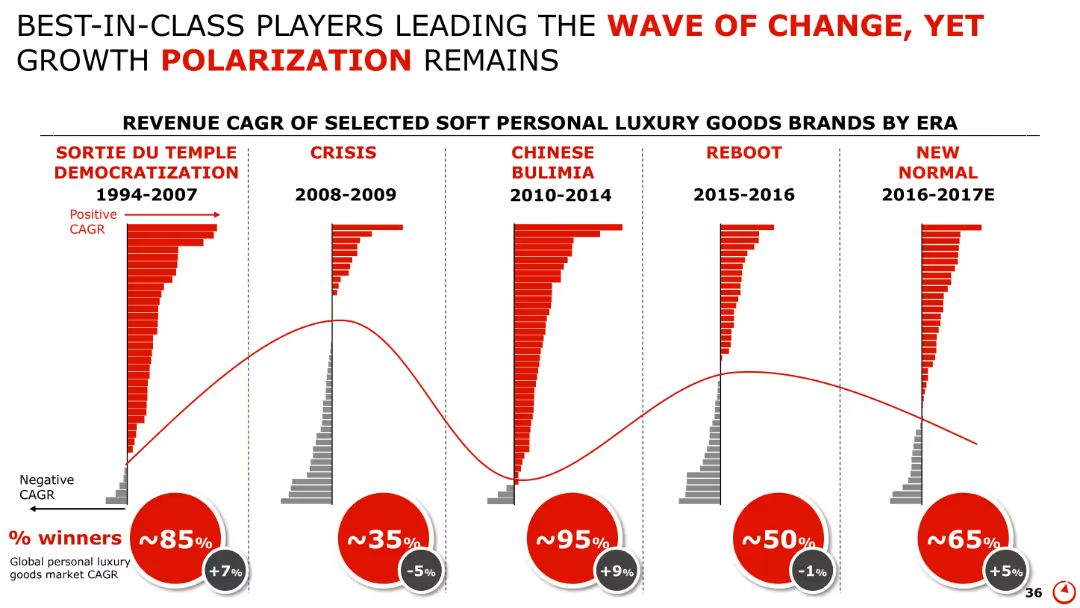 BEST-IN-CLASS PLAYERS LEADING THE WAVE OF CHANGE, YET
GROWTH POLARIZATION REMAINS
REVENUE CAGR OF SELECTED SOFT PERSONAL LUXURY GOODS BRANDS BY ERA
SORTIE DU TEMPLE
DEMOCRATIZATION
1994-2007
CRISIS
2008-2009
CHINESE
BULIMIA
2010-2014
REBOOT
2015-2016
NEW
NORMAL
2016-2017E
Positive
CAGR
Negative
CAGR
% winners
~85%
~35%
~95%
~50%
~65%
Global personal luxury
goods market CAGR
+7%
-5%
+9%
-1%
+5%
36